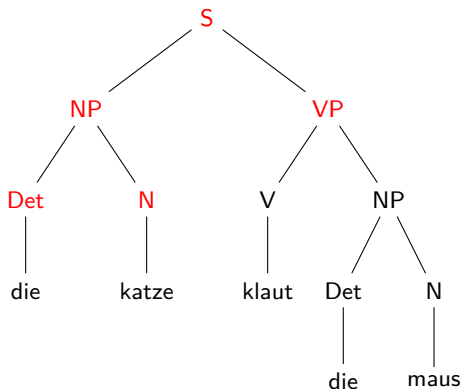 S
NP VP
Det N V NP
die katze klaut Det N
die maus